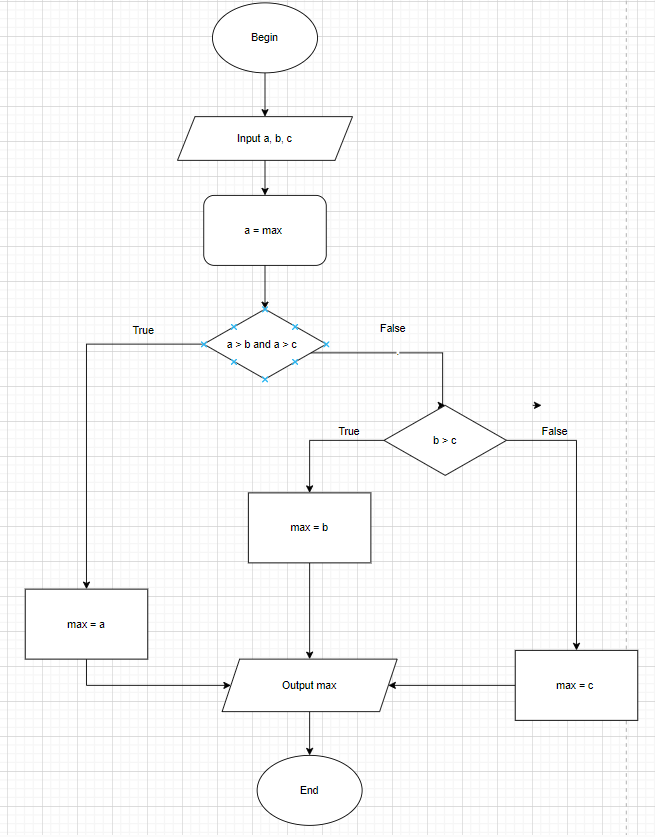 Begin
Input a, b, c
a = max
a > b and a > c
True
False
b > c
True
False
max = b
max = a
max = c
Output max
End